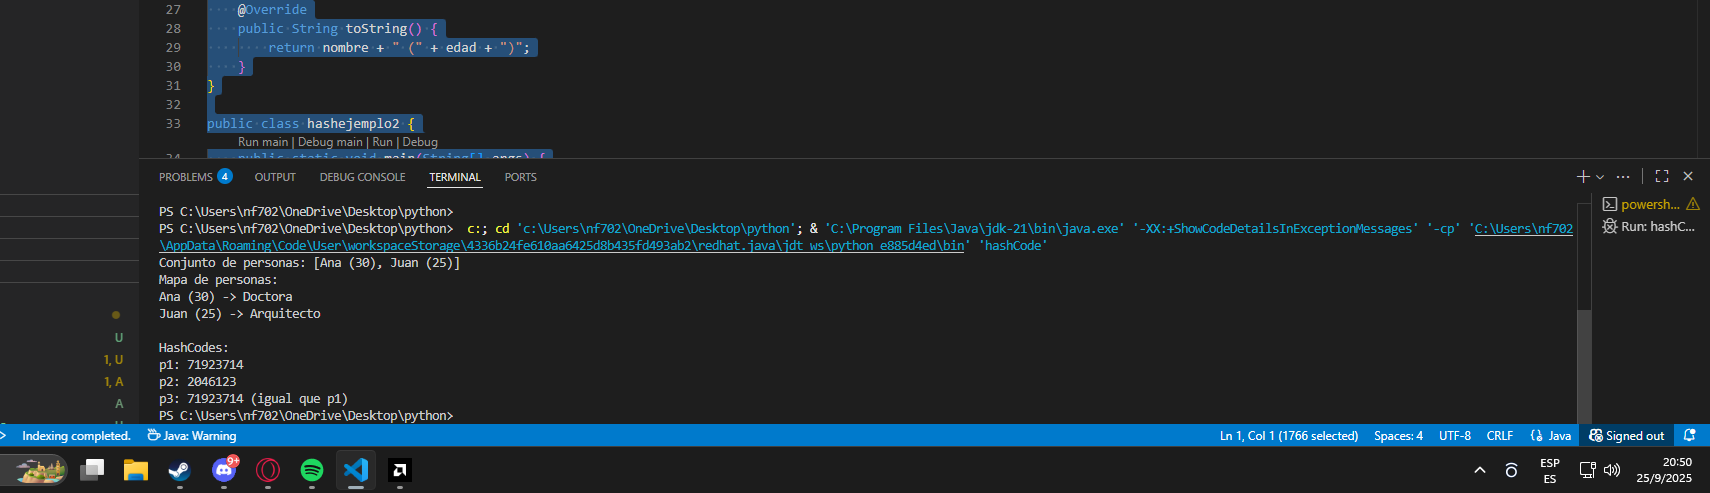 27 @Override
28 public String toString() {
29 return nombre + " (" + edad + ")";
30 }
31 }
32
33 public class hashejemplo2 {
Run main | Debug main | Run | Debug
34 public static void main(String[] args) {
PROBLEMS 4 OUTPUT DEBUG CONSOLE TERMINAL PORTS
PS C:\Users\nf702\OneDrive\Desktop\python>
PS C:\Users\nf702\OneDrive\Desktop\python> c:; cd 'c:\Users\nf702\OneDrive\Desktop\python'; & 'C:\Program Files\Java\jdk-21\bin\java.exe' '-XX:+ShowCodeDetailsInExceptionMessages' '-cp' 'C:\Users\nf702
\AppData\Roaming\Code\User\workspaceStorage\4336b24fe610aa6425d8b435fd493ab2\redhat.java\jdt_ws\python_e885d4ed\bin' 'hashCode'
Conjunto de personas: [Ana (30), Juan (25)]
Mapa de personas:
Ana (30) -> Doctora
Juan (25) -> Arquitecto
HashCodes:
p1: 71923714
p2: 2046123
p3: 71923714 (igual que p1)
PS C:\Users\nf702\OneDrive\Desktop\python>
powersh...
Run: hashC...
U
1, U
1, A
A
Indexing completed. Java: Warning
Ln 1, Col 1 (1766 selected) Spaces: 4 UTF-8 CRLF {} Java Signed out
9+
ESP
ES
20:50
25/9/2025